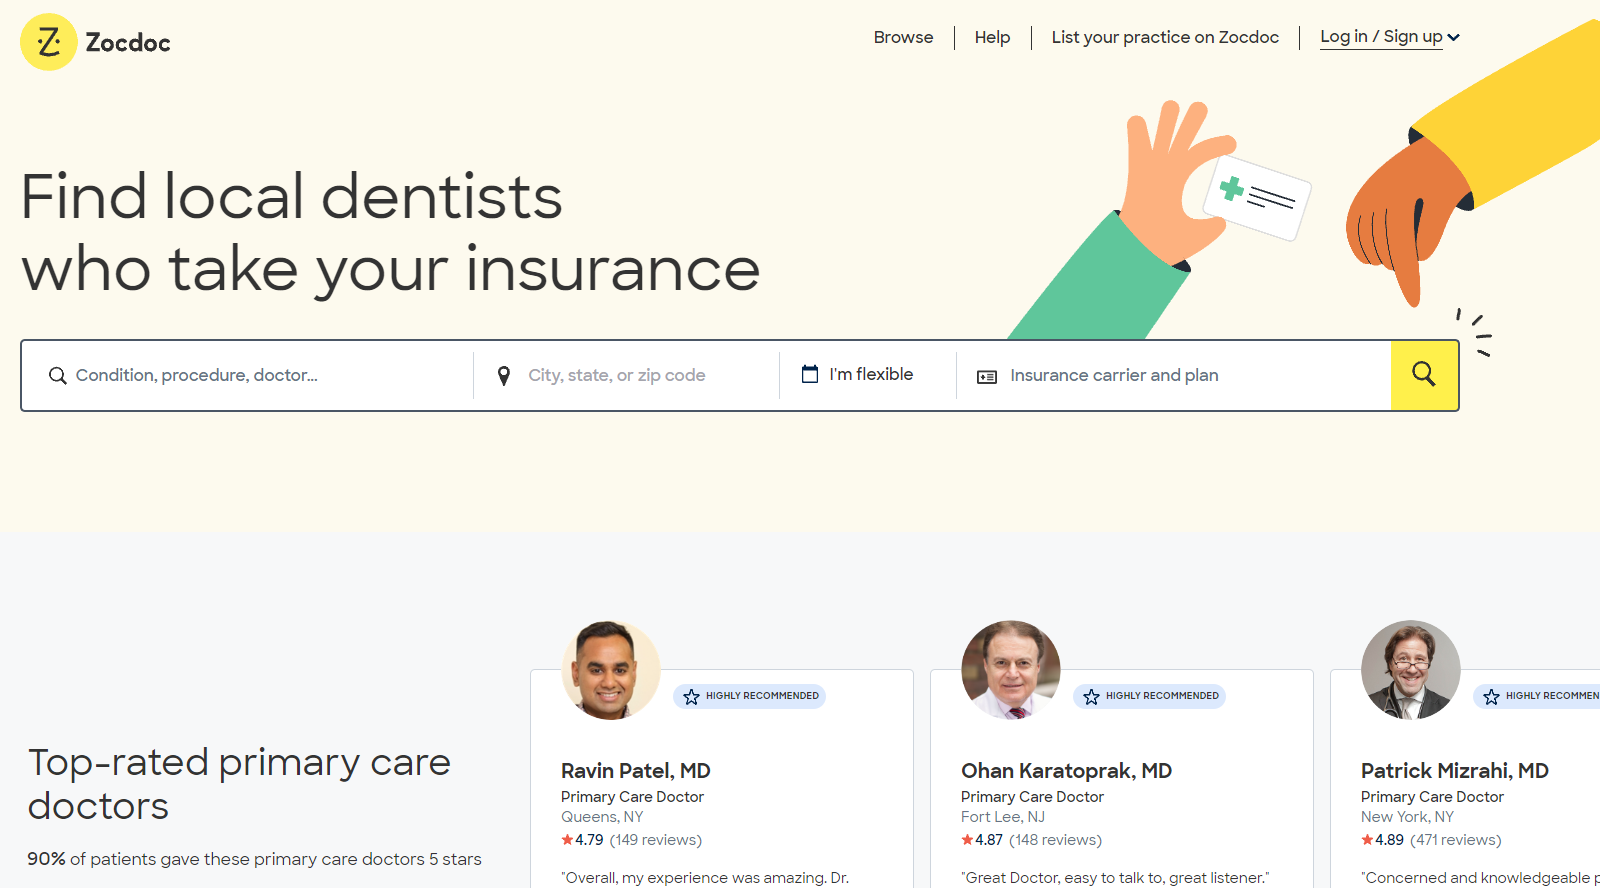 Zocdoc
Browse
Help
List your practice on Zocdoc
Log in / Sign up
Find local dentists
who take your insurance
Condition, procedure, doctor...
City, state, or zip code
I'm flexible
Insurance carrier and plan
Top-rated primary care
doctors
90% of patients gave these primary care doctors 5 stars
HIGHLY RECOMMENDED
Ravin Patel, MD
Primary Care Doctor
Queens, NY
4.79 (149 reviews)
"Overall, my experience was amazing. Dr.
HIGHLY RECOMMENDED
Ohan Karatoprak, MD
Primary Care Doctor
Fort Lee, NJ
4.87 (148 reviews)
"Great Doctor, easy to talk to, great listener."
HIGHLY RECOMMEN
Patrick Mizrahi, MD
Primary Care Doctor
New York, NY
4.89 (471 reviews)
"Concerned and knowledgeable p